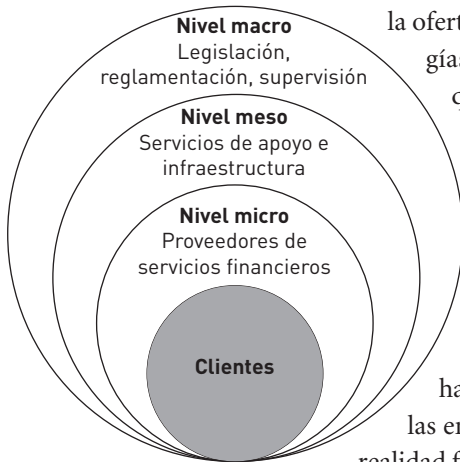 Nivel macro
Legislación,
reglamentación, supervisión
Nivel meso
Servicios de apoyo e
infraestructura
Nivel micro
Proveedores de
servicios financieros
Clientes
la ofert
gías
q
ha
las en
realidad f